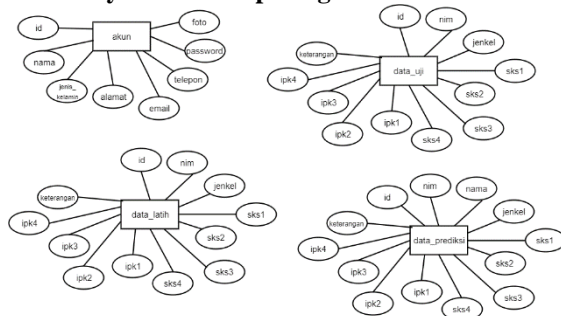 id
akun
foto
nama
password
jenis_
kelamin
alamat
email
telepon
id
nim
keterangan
jenkel
ipk4
data_uji
sks1
ipk3
sks2
ipk2
ipk1
sks4
sks3
id
nim
keterangan
jenkel
ipk4
data_latih
sks1
ipk3
sks2
ipk2
ipk1
sks4
sks3
id
nim
nama
keterangan
jenkel
ipk4
data_prediksi
sks1
ipk3
sks2
ipk2
ipk1
sks4
sks3